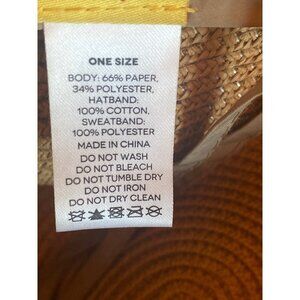 ONE SIZE
BODY: 66% PAPER,
34% POLYESTER,
HATBAND:
100% COTTON,
SWEATBAND:
100% POLYESTER
MADE IN CHINA
DO NOT WASH
DO NOT BLEACH
DO NOT TUMBLE DRY
DO NOT IRON
DO NOT DRY CLEAN